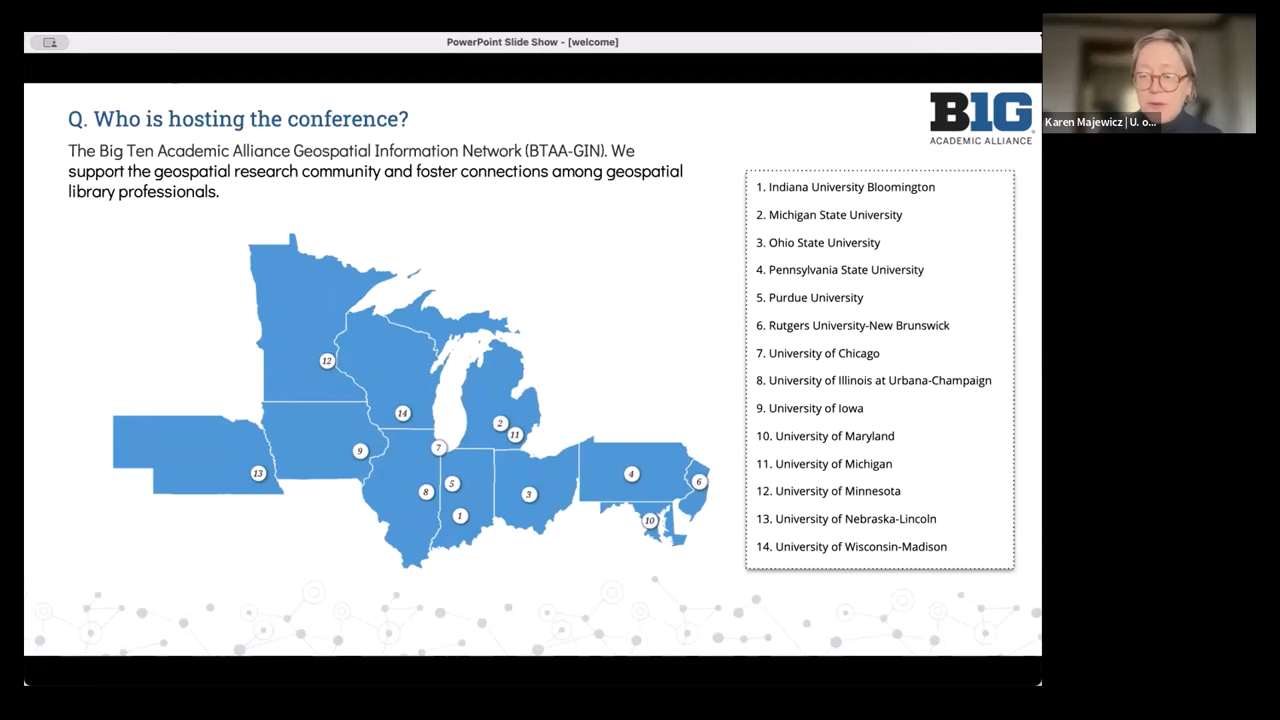 PowerPoint Slide Show - [welcome]
Q. Who is hosting the conference?
The Big Ten Academic Alliance Geospatial Information Network (BTAA-GIN). We
support the geospatial research community and foster connections among geospatial
library professionals.
B1G
ACADEMIC ALLIANCE
Karen Majewicz | U. o...
1. Indiana University Bloomington
2. Michigan State University
3. Ohio State University
4. Pennsylvania State University
5. Purdue University
6. Rutgers University-New Brunswick
7. University of Chicago
8. University of Illinois at Urbana-Champaign
9. University of Iowa
10. University of Maryland
11. University of Michigan
12. University of Minnesota
13. University of Nebraska-Lincoln
14. University of Wisconsin-Madison
12
14
2
11
7
9
13
8
5
3
4
6
1
10